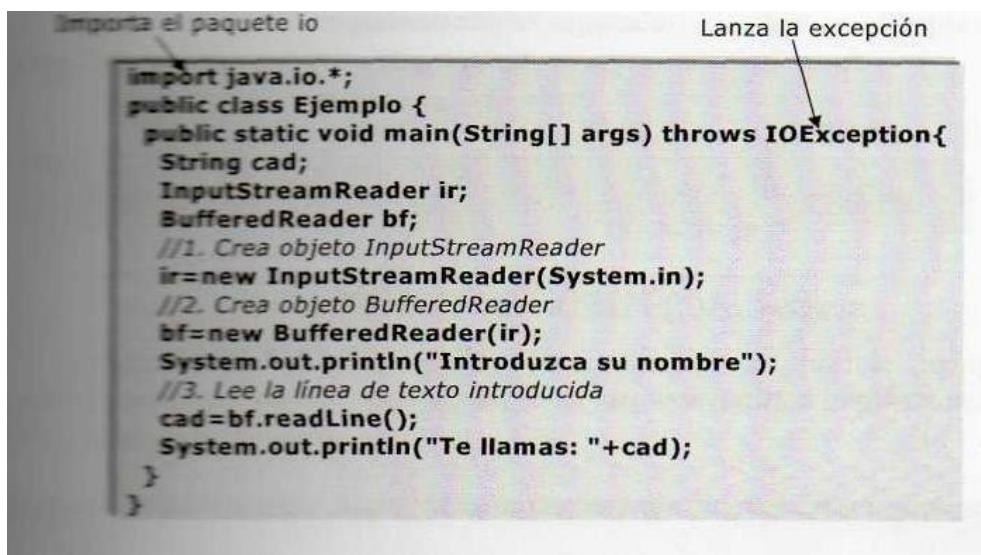 Importa el paquete io
Lanza la excepción
import java.io.*;
public class Ejemplo {
public static void main(String[] args) throws IOException{
String cad;
InputStreamReader ir;
BufferedReader bf;
//1. Crea objeto InputStreamReader
ir=new InputStreamReader(System.in);
//2. Crea objeto BufferedReader
bf=new BufferedReader(ir);
System.out.println("Introduzca su nombre");
//3. Lee la línea de texto introducida
cad=bf.readLine();
System.out.println("Te llamas: "+cad);
}
}